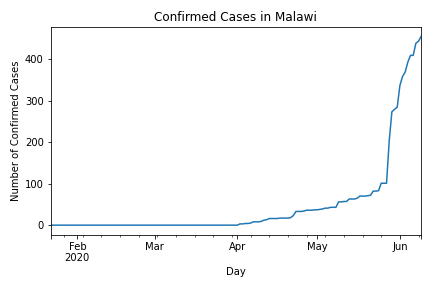 Confirmed Cases in Malawi
Number of Confirmed Cases
400
300
200
100
0
Feb Mar Apr May Jun
2020
Day